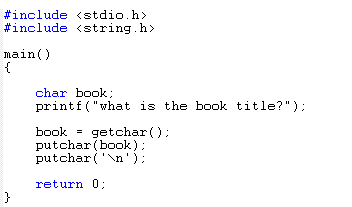 #include <stdio.h>
#include <string.h>

main()
{

    char book;
    printf("what is the book title?");

    book = getchar();
    putchar(book);
    putchar('\n');

    return 0;
}